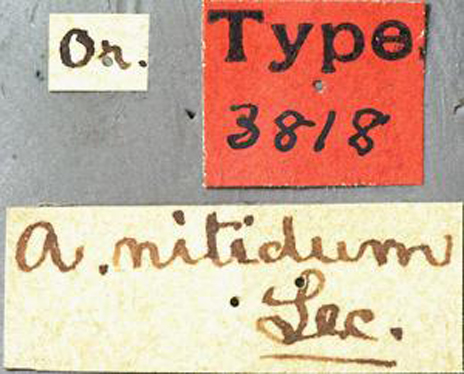 Or.
Type
3818
A. nitidum
Lec.